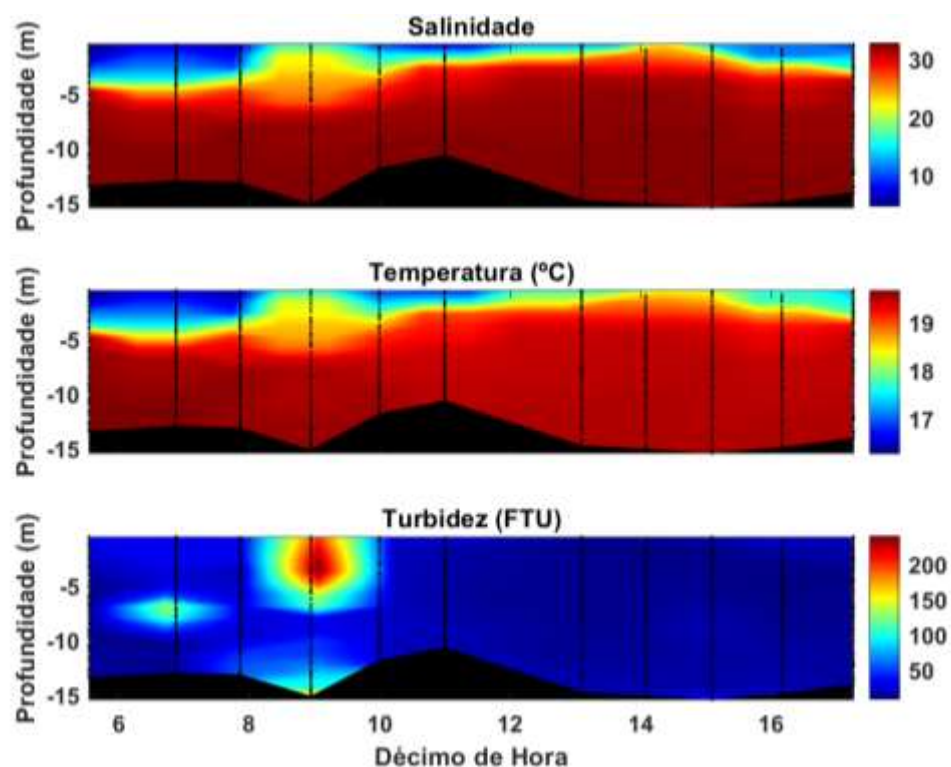 Salinidade
Profundidade (m)
-5
-10
-15
30
20
10
Temperatura (ºC)
Profundidade (m)
-5
-10
-15
19
18
17
Turbidez (FTU)
Profundidade (m)
-5
-10
-15
200
150
100
50
6 8 10 12 14 16
Décimo de Hora